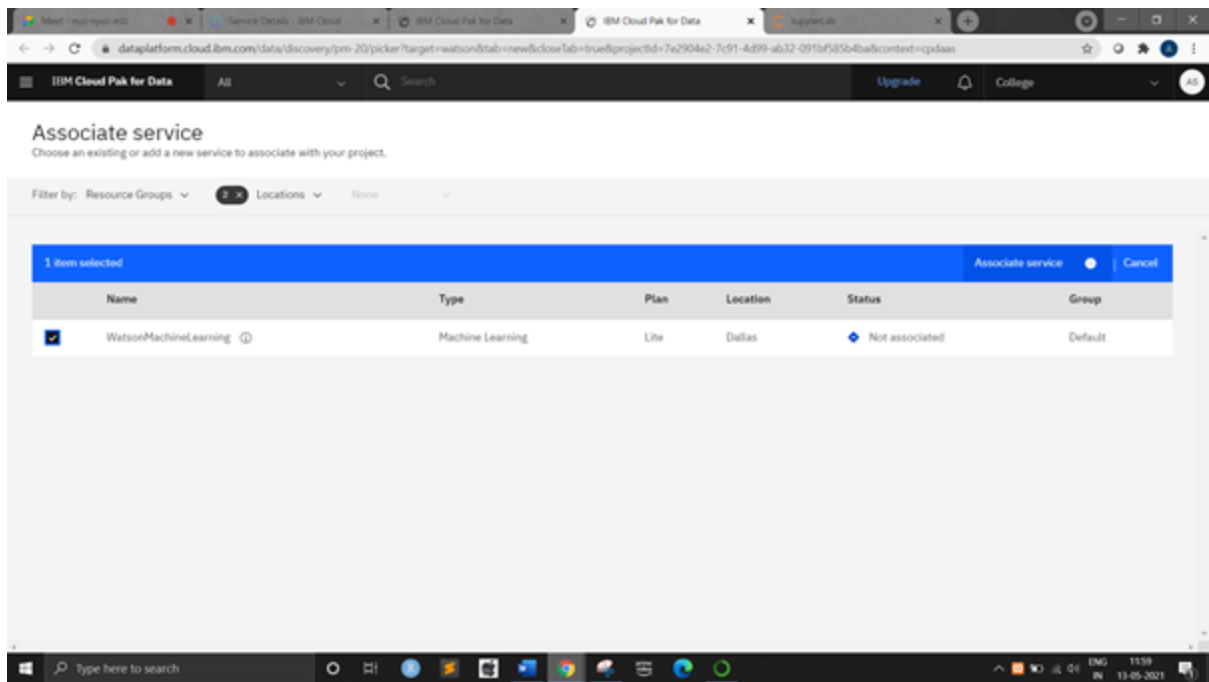 Meet - xud-vyco-edz
Service Details - IBM Cloud
IBM Cloud Pak for Data
IBM Cloud Pak for Data
JupyterLab
dataplatform.cloud.ibm.com/data/discovery/pm-20/picker?target=watson&tab=new&closeTab=true&projectid=7e2904e2-7c91-4d99-ab32-091bf585b4ba&context=cpdaas
IBM Cloud Pak for Data
All
Search
Upgrade
College
AS
Associate service
Choose an existing or add a new service to associate with your project.
Filter by: Resource Groups
2 ×
Locations
None
1 item selected
Associate service
Cancel
Name Type Plan Location Status Group
WatsonMachineLearning Machine Learning Lite Dallas Not associated Default
Type here to search
ENG 11:59
IN 13-05-2021